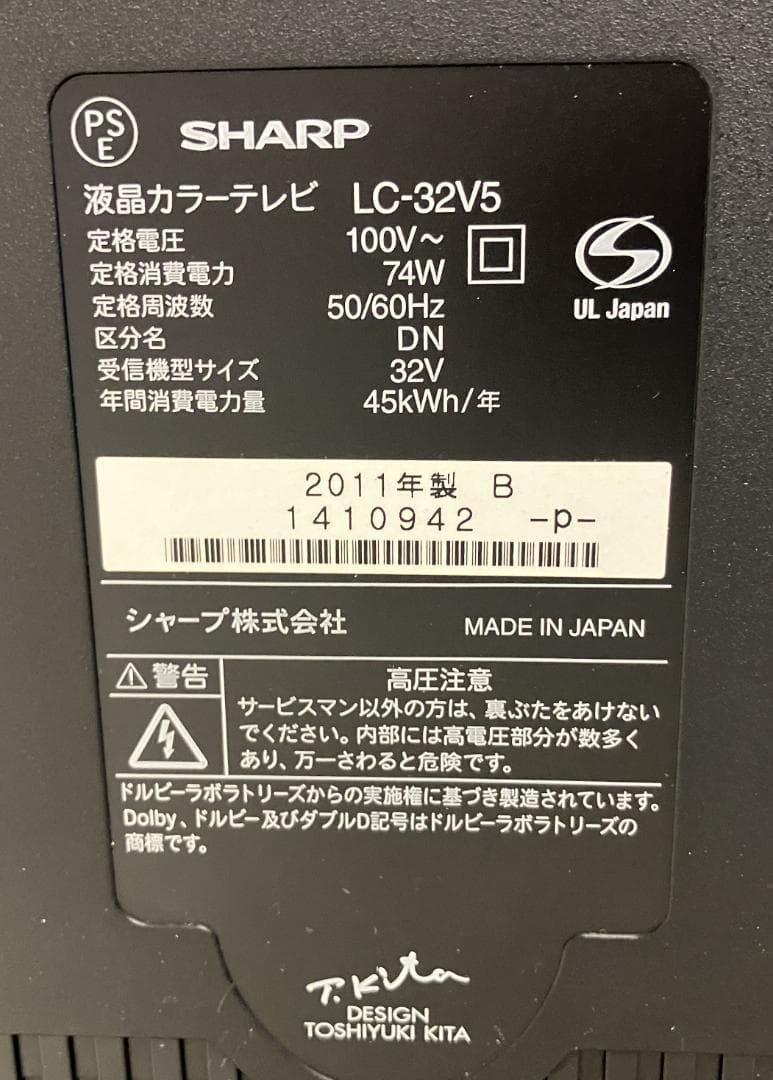 PSE SHARP
液晶カラーテレビ LC-32V5
定格電圧 100V～
定格消費電力 74W
定格周波数 50/60Hz
区分名 DN
受信機型サイズ 32V
年間消費電力量 45kWh/年
UL Japan
2011年製 B
1410942 -p-
シャープ株式会社 MADE IN JAPAN
⚠警告 高圧注意
サービスマン以外の方は、裏ぶたをあけない
でください。内部には高電圧部分が数多く
あり、万一さわると危険です。
ドルビーラボラトリーズからの実施権に基づき製造されています。
Dolby、ドルビー及びダブルD記号はドルビーラボラトリーズの
商標です。
T.Kita
DESIGN
TOSHIYUKI KITA